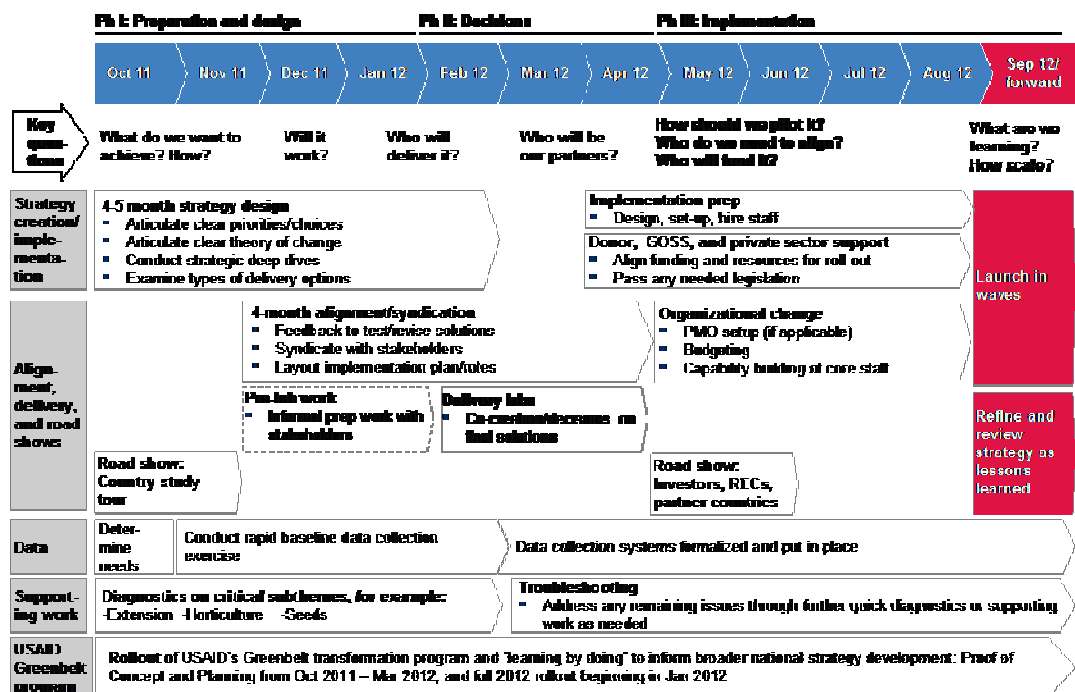 Ph I: Preparation and design
Ph II: Decisions
Ph III: Implementation
Oct 11
Nov 11
Dec 11
Jan 12
Feb 12
Mar 12
Apr 12
May 12
Jun 12
Jul 12
Aug 12
Sep 12/
forward
Key
ques-
tions
What do we want to
achieve? How?
Will it
work?
Who will
deliver it?
Who will be
our partners?
How should we pilot it?
Who do we need to align?
Who will fund it?
What are we
learning?
How scale?
Strategy
creation/
imple-
menta-
tion
4-5 month strategy design
▪ Articulate clear priorities/choices
▪ Articulate clear theory of change
▪ Conduct strategic deep dives
▪ Examine types of delivery options
Implementation prep
▪ Design, set-up, hire staff
Donor, GOSS, and private sector support
▪ Align funding and resources for roll out
▪ Pass any needed legislation
Launch in
waves
Align-
ment,
delivery,
and road
shows
4-month alignment/syndication
▪ Feedback to test/revise solutions
▪ Syndicate with stakeholders
▪ Layout implementation plan/roles
Organizational change
▪ PMO setup (if applicable)
▪ Budgeting
▪ Capability building of core staff
Pre-lab work
▪ Informal prep work with
stakeholders
Delivery labs
▪ Co-creation/decisions on
final solutions
Refine and
review
strategy as
lessons
learned
Road show:
Country study
tour
Road show:
Investors, RECs,
partner countries
Data
Deter-
mine
needs
Conduct rapid baseline data collection
exercise
Data collection systems formalized and put in place
Support-
ing work
Diagnostics on critical subthemes, for example:
-Extension -Horticulture -Seeds
Troubleshooting
▪ Address any remaining issues through further quick diagnostics or supporting
work as needed
USAID
Greenbelt
program
Rollout of USAID's Greenbelt transformation program and "learning by doing" to inform broader national strategy development: Proof of
Concept and Planning from Oct 2011 – Mar 2012, and full 2012 rollout beginning in Jan 2012